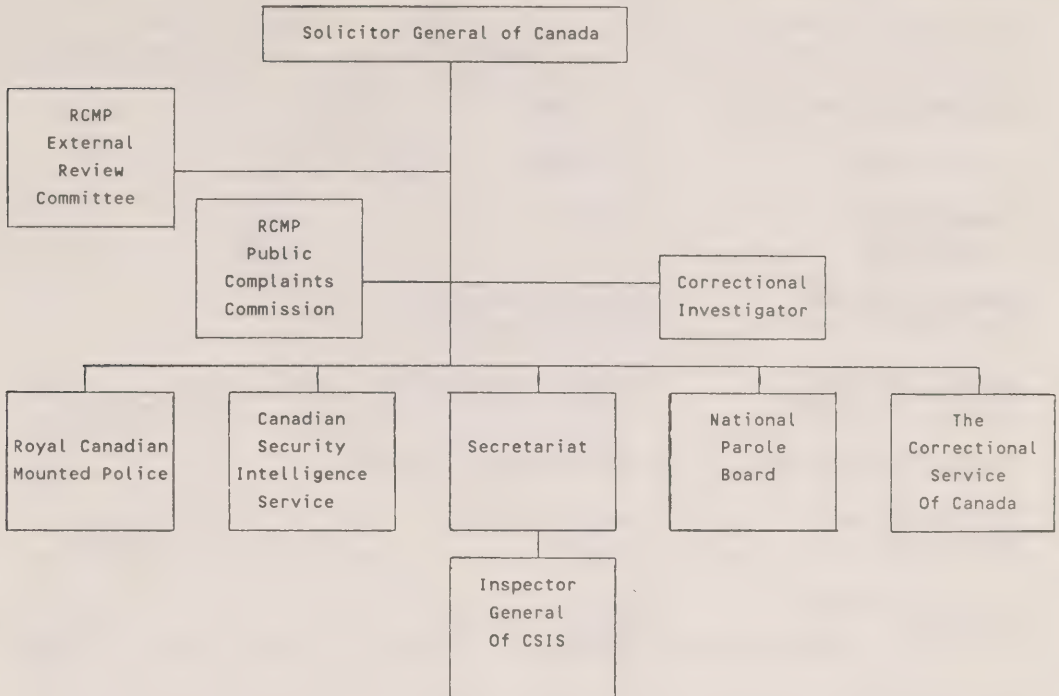 Solicitor General of Canada
RCMP
External
Review
Committee
RCMP
Public
Complaints
Commission
Correctional
Investigator
Royal Canadian
Mounted Police
Canadian
Security
Intelligence
Service
Secretariat
National
Parole
Board
The
Correctional
Service
Of Canada
Inspector
General
Of CSIS